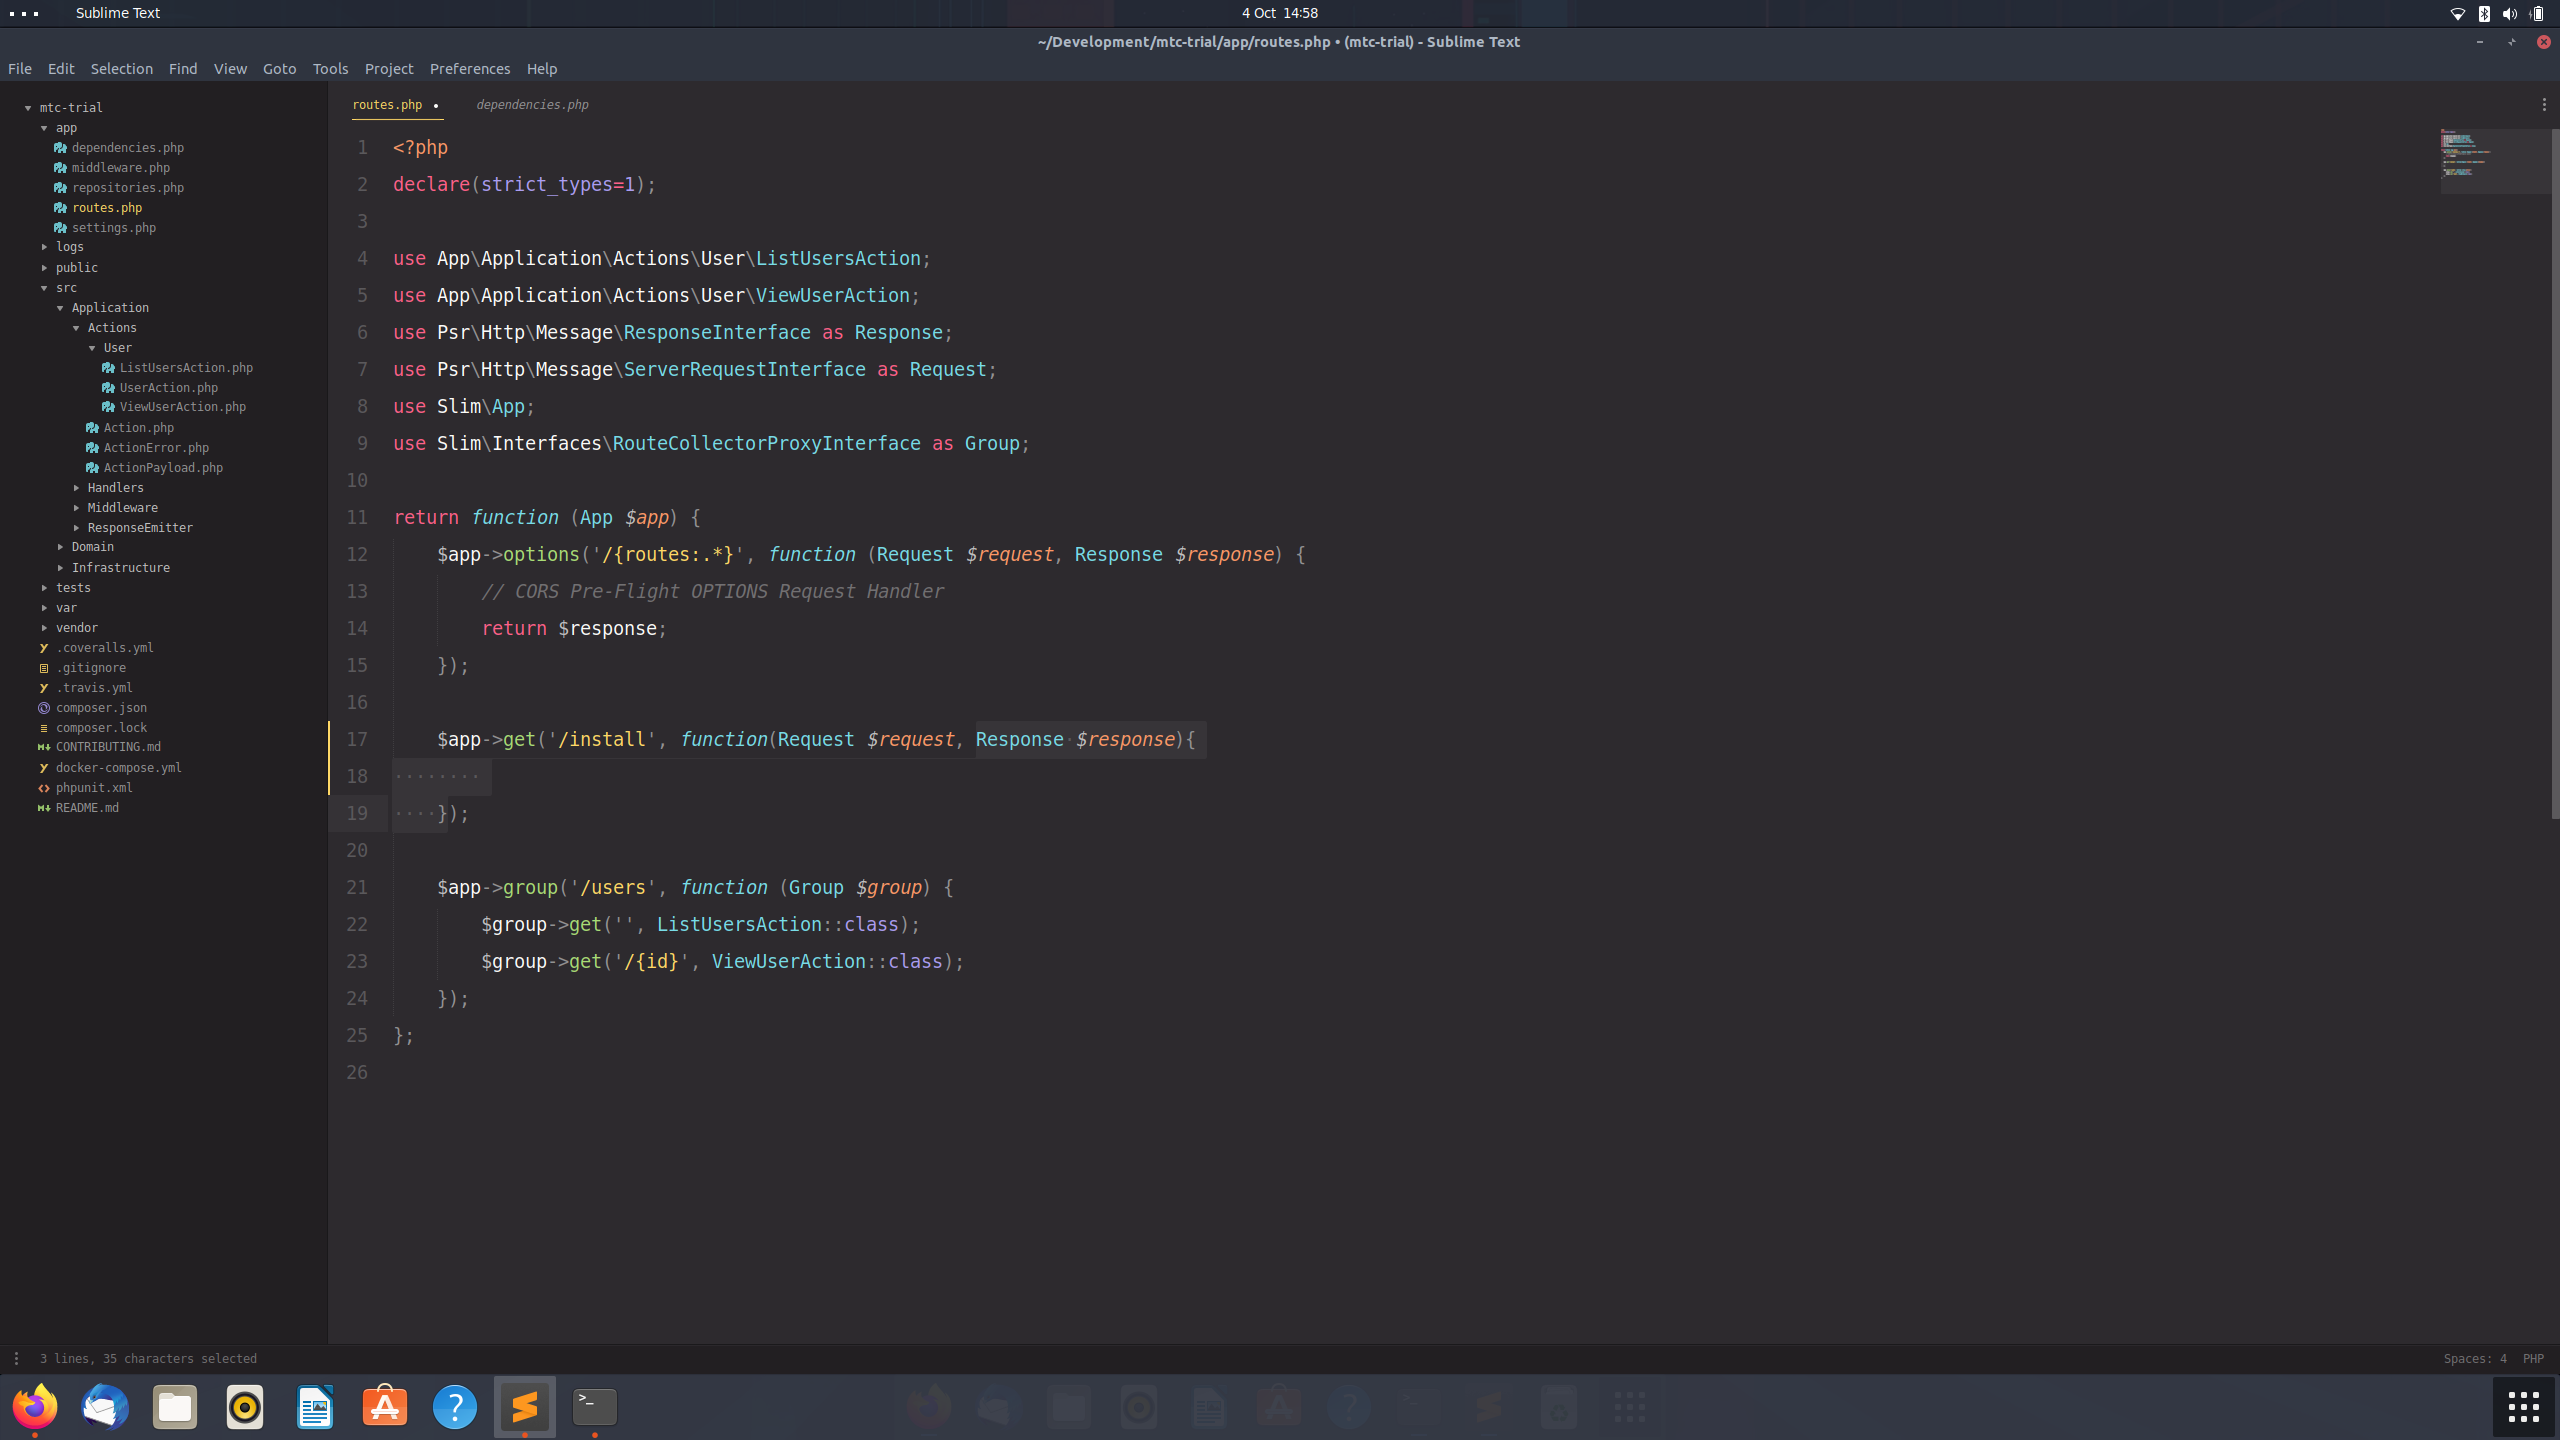 Sublime Text
4 Oct 14:58
~/Development/mtc-trial/app/routes.php • (mtc-trial) - Sublime Text
File Edit Selection Find View Goto Tools Project Preferences Help
mtc-trial
app
dependencies.php
middleware.php
repositories.php
routes.php
settings.php
logs
public
src
Application
Actions
User
ListUsersAction.php
UserAction.php
ViewUserAction.php
Action.php
ActionError.php
ActionPayload.php
Handlers
Middleware
ResponseEmitter
Domain
Infrastructure
tests
var
vendor
.coveralls.yml
.gitignore
.travis.yml
composer.json
composer.lock
CONTRIBUTING.md
docker-compose.yml
phpunit.xml
README.md
routes.php • dependencies.php
1 <?php
2 declare(strict_types=1);
3
4 use App\Application\Actions\User\ListUsersAction;
5 use App\Application\Actions\User\ViewUserAction;
6 use Psr\Http\Message\ResponseInterface as Response;
7 use Psr\Http\Message\ServerRequestInterface as Request;
8 use Slim\App;
9 use Slim\Interfaces\RouteCollectorProxyInterface as Group;
10
11 return function (App $app) {
12     $app->options('/{routes:.*}', function (Request $request, Response $response) {
13         // CORS Pre-Flight OPTIONS Request Handler
14         return $response;
15     });
16
17     $app->get('/install', function(Request $request, Response $response){
18
19     });
20
21     $app->group('/users', function (Group $group) {
22         $group->get('', ListUsersAction::class);
23         $group->get('/{id}', ViewUserAction::class);
24     });
25 };
26
3 lines, 35 characters selected
Spaces: 4 PHP